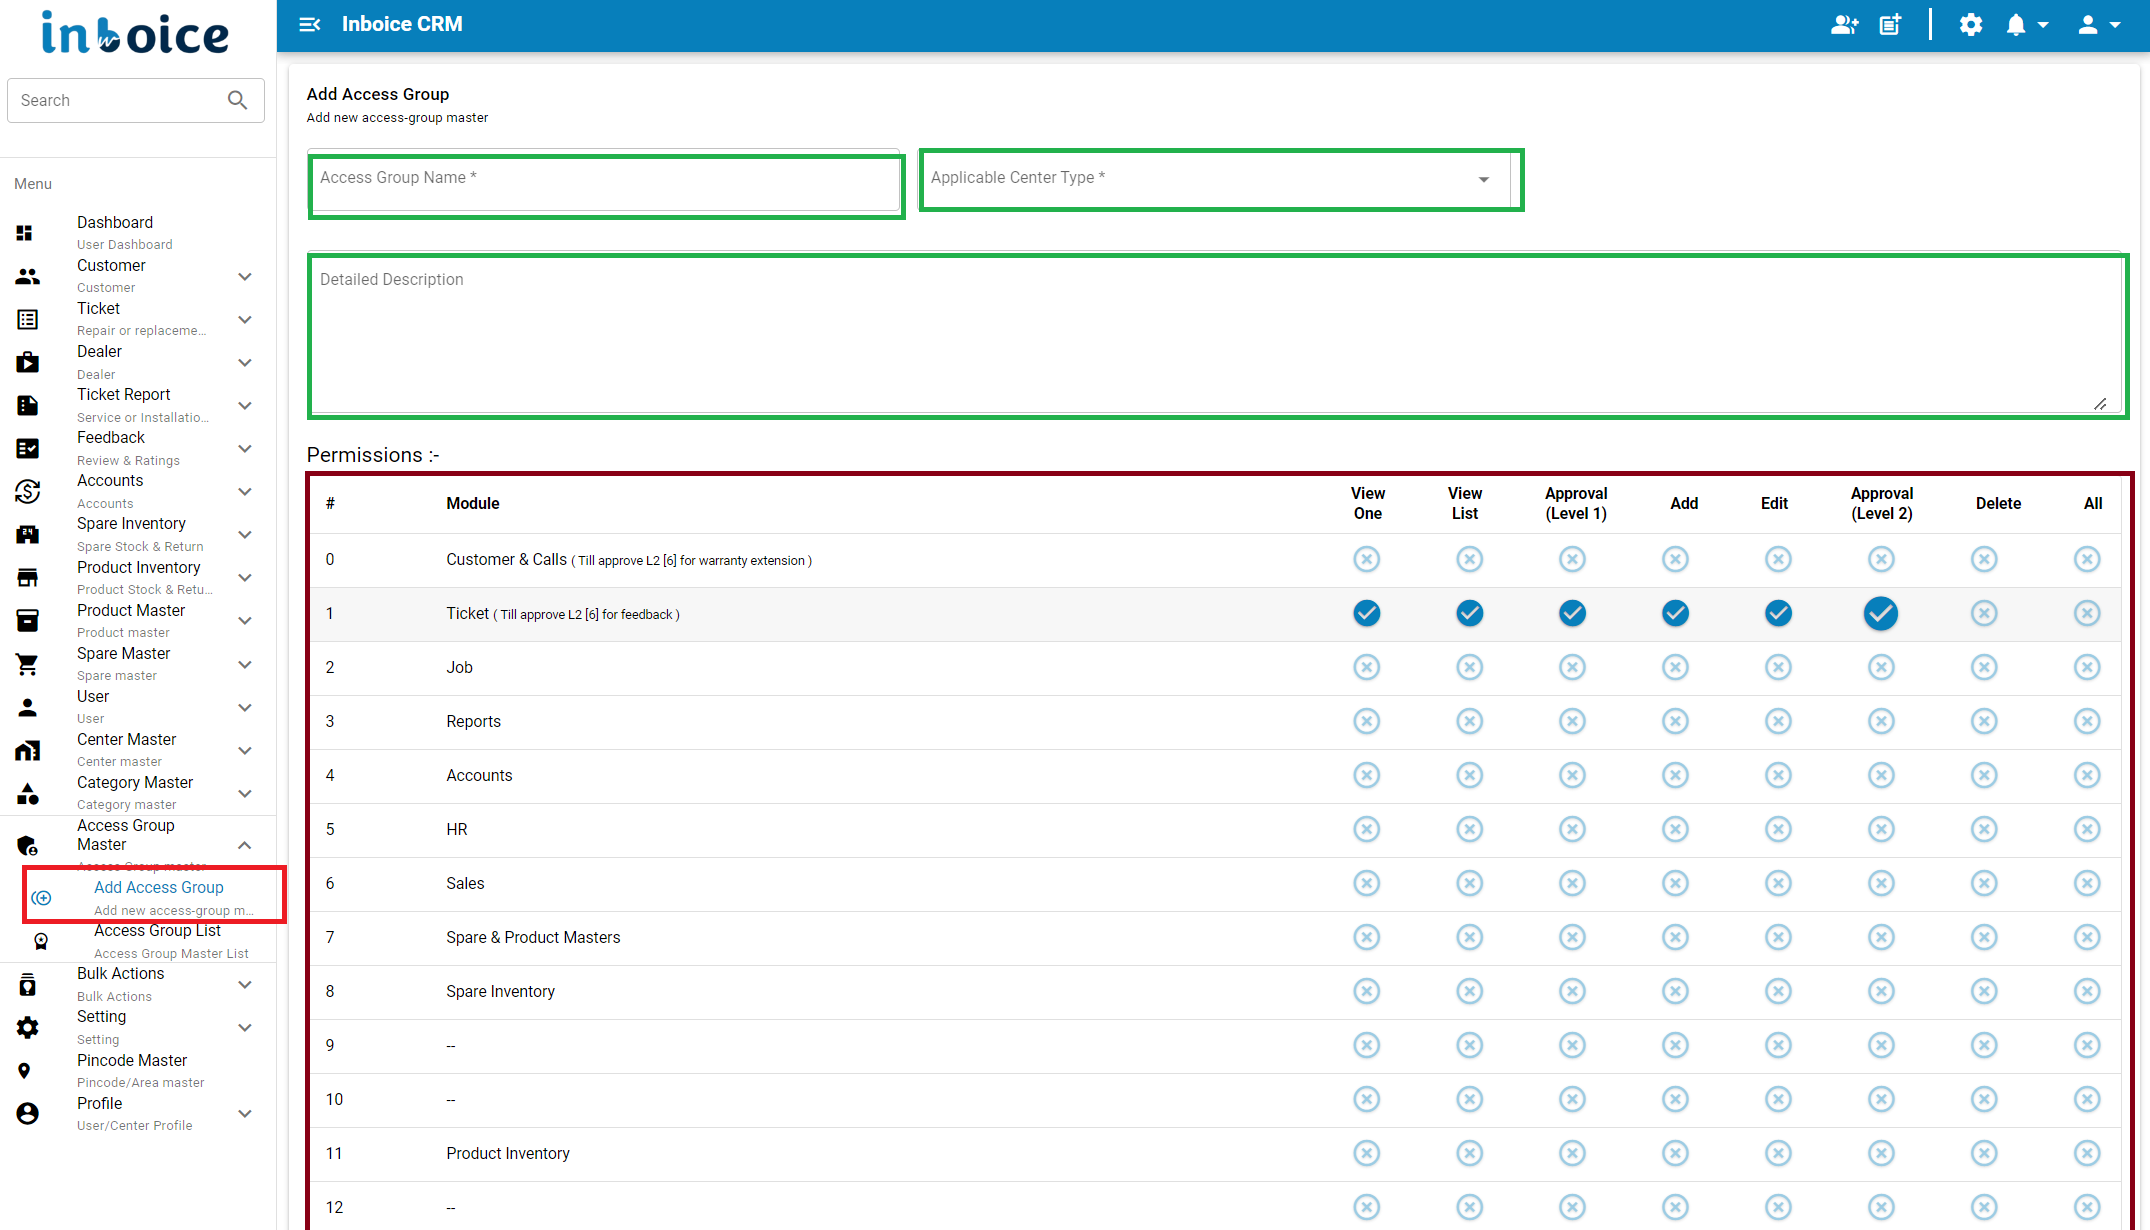 inboice
Search
Menu
Dashboard
User Dashboard
Customer
Customer
Ticket
Repair or replaceme...
Dealer
Dealer
Ticket Report
Service or Installatio...
Feedback
Review & Ratings
Accounts
Accounts
Spare Inventory
Spare Stock & Return
Product Inventory
Product Stock & Retu...
Product Master
Product master
Spare Master
Spare master
User
User
Center Master
Center master
Category Master
Category master
Access Group
Master
Access Group master
Add Access Group
Add new access-group m...
Access Group List
Access Group Master List
Bulk Actions
Bulk Actions
Setting
Setting
Pincode Master
Pincode/Area master
Profile
User/Center Profile
Inboice CRM
Add Access Group
Add new access-group master
Access Group Name *
Applicable Center Type *
Detailed Description
Permissions :-
# Module View One View List Approval (Level 1) Add Edit Approval (Level 2) Delete All
0 Customer & Calls ( Till approve L2 [6] for warranty extension )
1 Ticket ( Till approve L2 [6] for feedback )
2 Job
3 Reports
4 Accounts
5 HR
6 Sales
7 Spare & Product Masters
8 Spare Inventory
9 --
10 --
11 Product Inventory
12 --